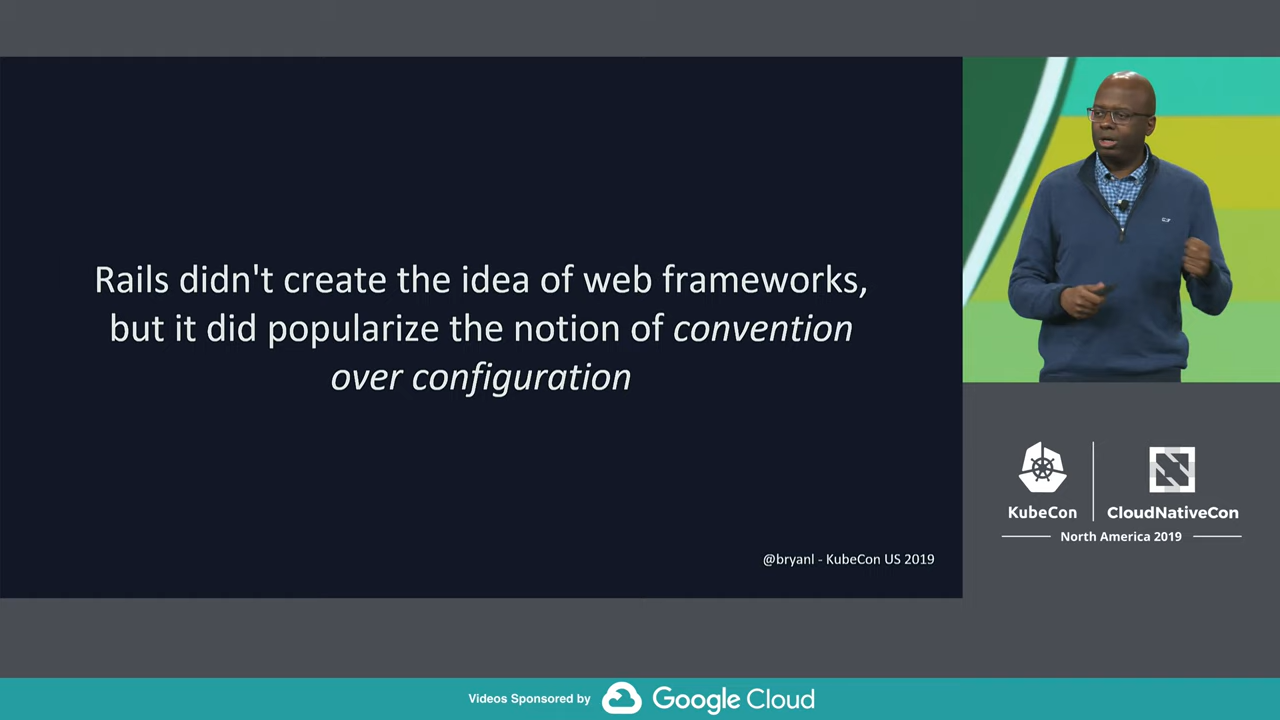 Rails didn't create the idea of web frameworks,
but it did popularize the notion of convention
over configuration
@bryanl - KubeCon US 2019
KubeCon
CloudNativeCon
North America 2019
Videos Sponsored by
Google Cloud